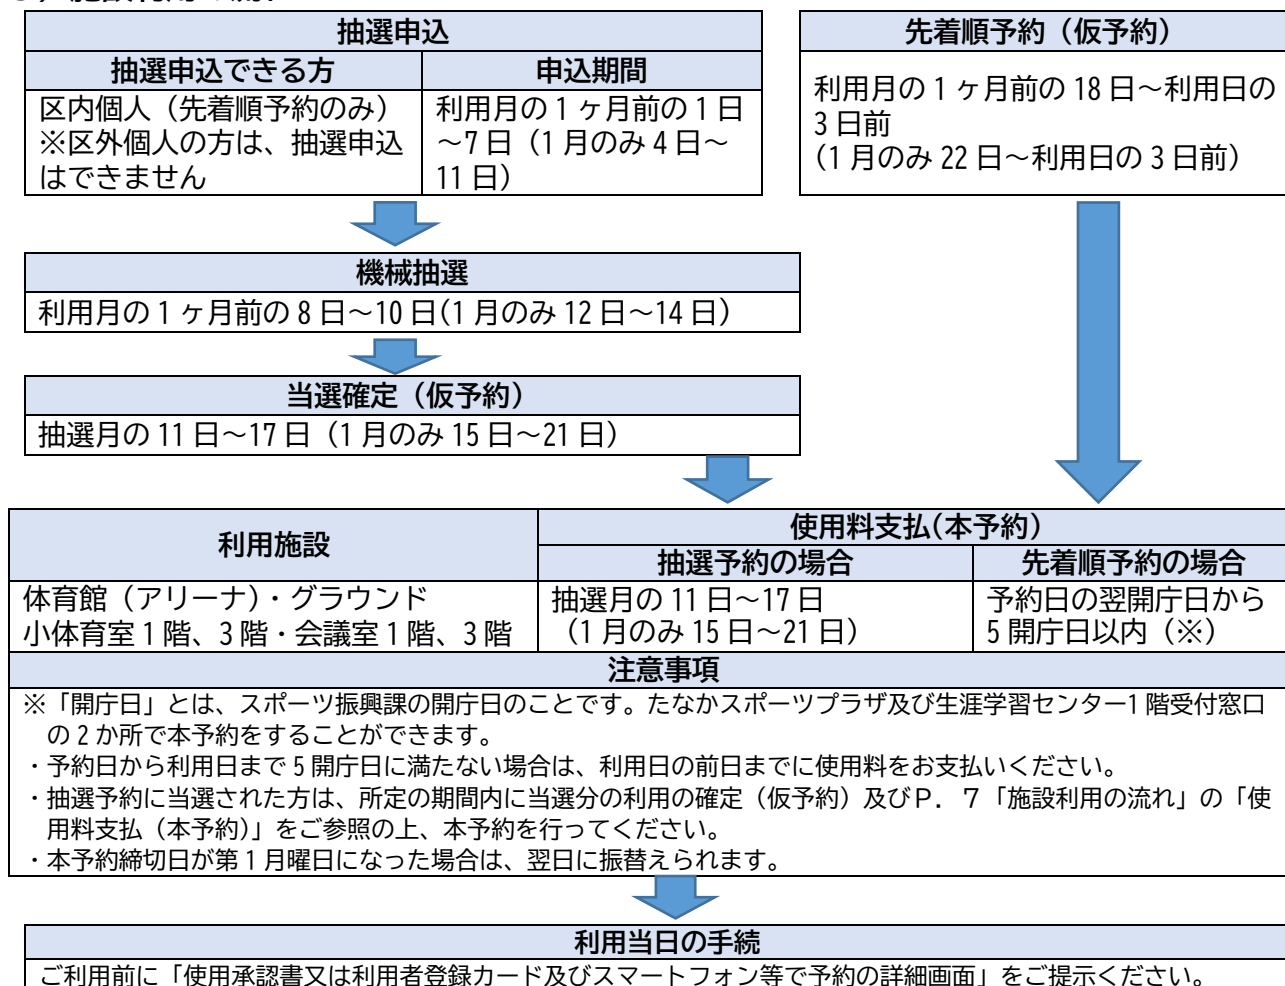 抽選申込
抽選申込できる方
申込期間
区内個人（先着順予約のみ）
※区外個人の方は、抽選申込
はできません
利用月の1ヶ月前の1日
～7日（1月のみ4日～
11日）
先着順予約（仮予約）
利用月の1ヶ月前の18日～利用日の
3日前
(1月のみ22日～利用日の3日前）
機械抽選
利用月の1ヶ月前の8日～10日(1月のみ12日～14日）
当選確定（仮予約）
抽選月の11日～17日（1月のみ15日～21日）
利用施設
使用料支払(本予約）
抽選予約の場合
先着順予約の場合
体育館（アリーナ）・グラウンド
小体育室1階、3階・会議室1階、3階
抽選月の11日～17日
（1月のみ15日～21日）
予約日の翌開庁日から
5開庁日以内（※）
注意事項
※「開庁日」とは、スポーツ振興課の開庁日のことです。たなかスポーツプラザ及び生涯学習センター1階受付窓口
の2か所で本予約をすることができます。
・予約日から利用日まで5開庁日に満たない場合は、利用日の前日までに使用料をお支払いください。
・抽選予約に当選された方は、所定の期間内に当選分の利用の確定（仮予約）及びＰ．７「施設利用の流れ」の「使
用料支払（本予約）」をご参照の上、本予約を行ってください。
・本予約締切日が第1月曜日になった場合は、翌日に振替えられます。
利用当日の手続
ご利用前に「使用承認書又は利用者登録カード及びスマートフォン等で予約の詳細画面」をご提示ください。